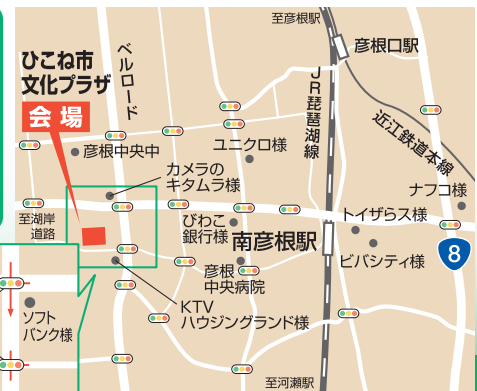 至彦根駅
彦根口駅
ひこね市
文化プラザ
会場
ベルロード
JR琵琶湖線
近江鉄道本線
ユニクロ様
彦根中央中
カメラの
キタムラ様
ナフコ様
至湖岸
道路
びわこ
銀行様
南彦根駅
トイザらス様
8
ビバシティ様
彦根
中央病院
KTV
ハウジングランド様
ソフト
バンク様
至河瀬駅